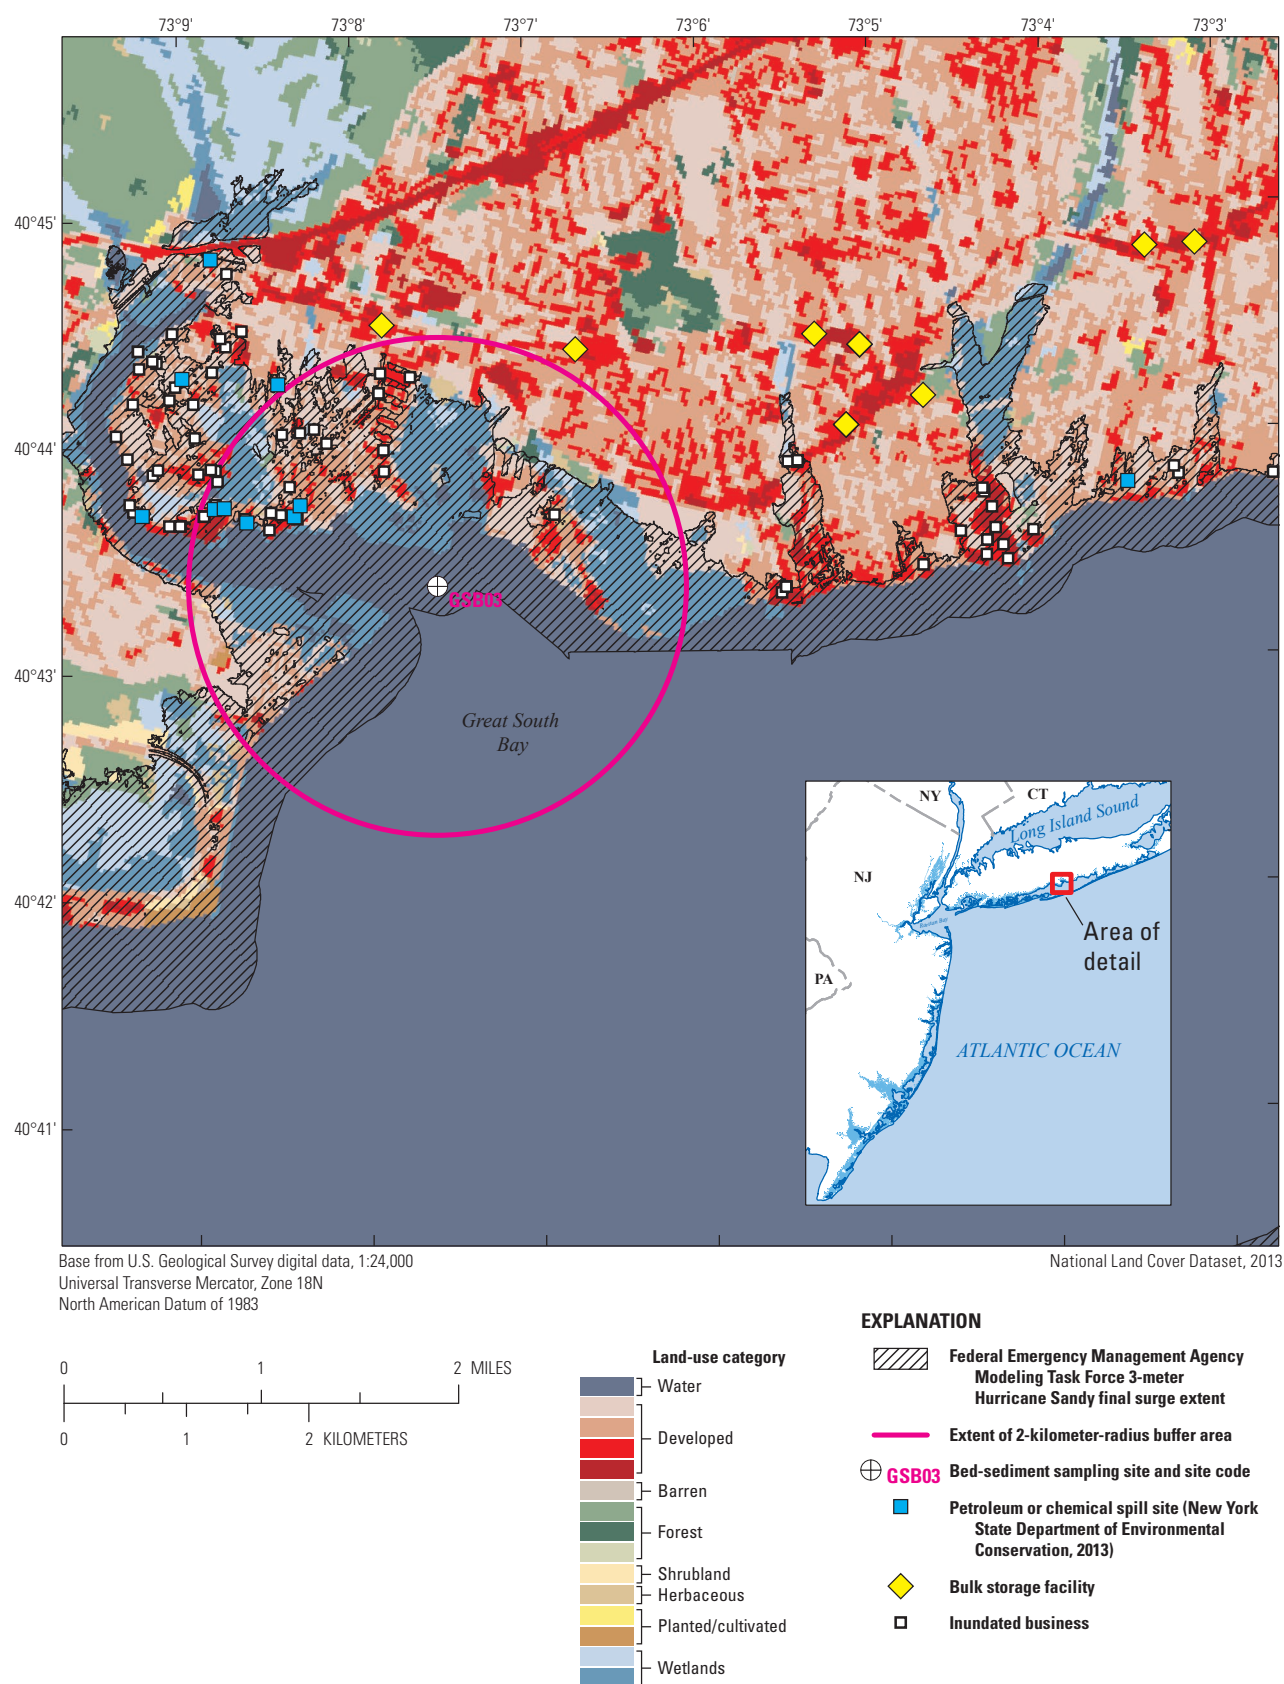 73°9'
73°8'
73°7'
73°6'
73°5'
73°4'
73°3'
40°45'
40°44'
40°43'
40°42'
40°41'
GSB03
Great South
Bay
NY
CT
Long Island Sound
NJ
PA
Raritan Bay
Area of
detail
ATLANTIC OCEAN
Base from U.S. Geological Survey digital data, 1:24,000
Universal Transverse Mercator, Zone 18N
North American Datum of 1983
National Land Cover Dataset, 2013
0 1 2 MILES
0 1 2 KILOMETERS
Land-use category
Water
Developed
Barren
Forest
Shrubland
Herbaceous
Planted/cultivated
Wetlands
EXPLANATION
Federal Emergency Management Agency
Modeling Task Force 3-meter
Hurricane Sandy final surge extent
Extent of 2-kilometer-radius buffer area
GSB03 Bed-sediment sampling site and site code
Petroleum or chemical spill site (New York
State Department of Environmental
Conservation, 2013)
Bulk storage facility
Inundated business